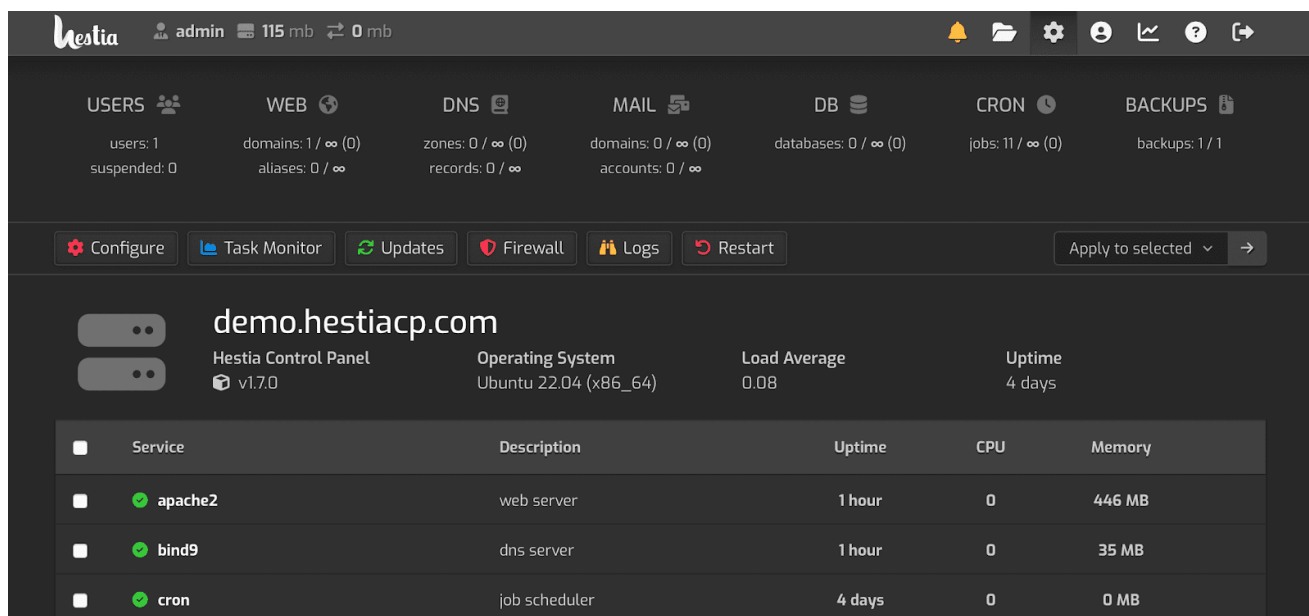 hestia admin 115 mb 0 mb
USERS WEB DNS MAIL DB CRON BACKUPS
users: 1 domains: 1 / ∞ (0) zones: 0 / ∞ (0) domains: 0 / ∞ (0) databases: 0 / ∞ (0) jobs: 11 / ∞ (0) backups: 1 / 1
suspended: 0 aliases: 0 / ∞ records: 0 / ∞ accounts: 0 / ∞
Configure Task Monitor Updates Firewall Logs Restart Apply to selected
demo.hestiacp.com
Hestia Control Panel Operating System Load Average Uptime
v1.7.0 Ubuntu 22.04 (x86_64) 0.08 4 days
Service Description Uptime CPU Memory
apache2 web server 1 hour 0 446 MB
bind9 dns server 1 hour 0 35 MB
cron job scheduler 4 days 0 0 MB